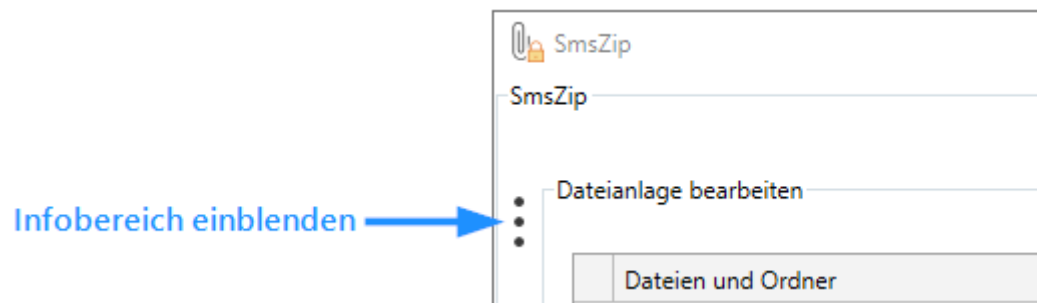 SmsZip
SmsZip
Dateianlage bearbeiten
Infobereich einblenden
Dateien und Ordner